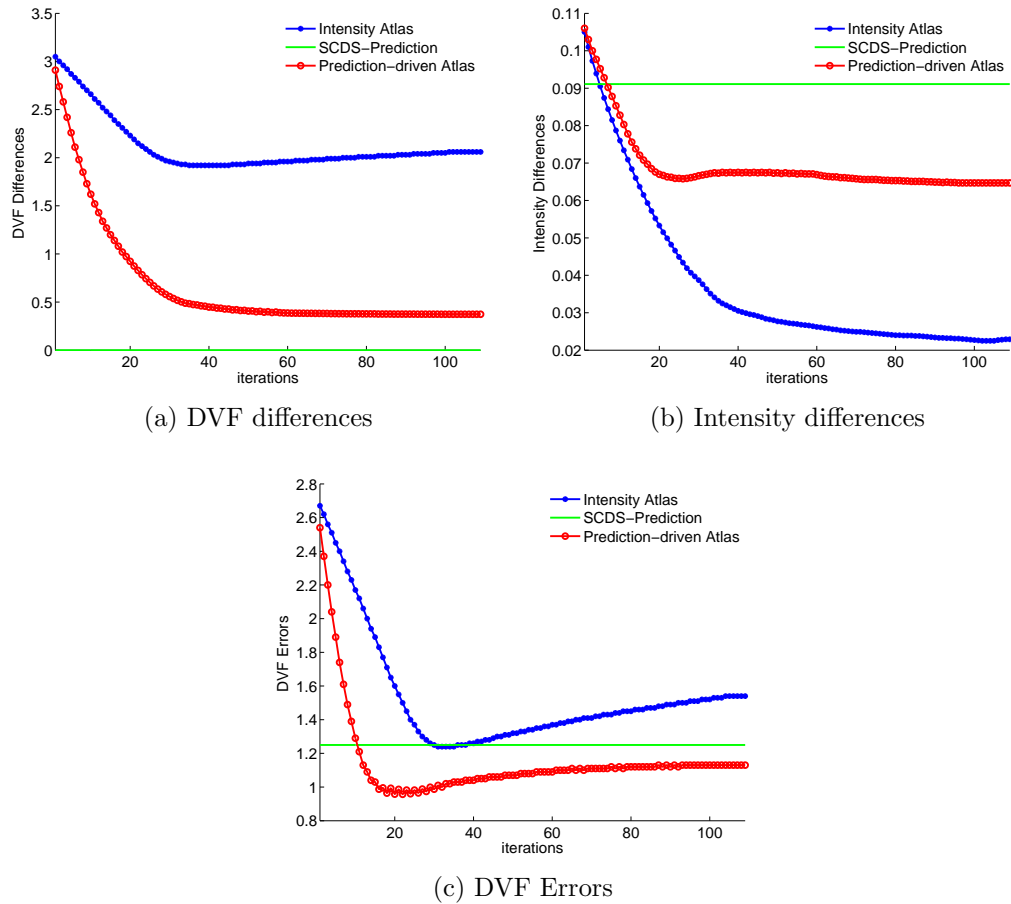 3.5
3
2.5
2
1.5
1
0.5
0
DVF Differences
Intensity Atlas
SCDS−Prediction
Prediction−driven Atlas
20 40 60 80 100
iterations
(a) DVF differences
0.11
0.1
0.09
0.08
0.07
0.06
0.05
0.04
0.03
0.02
Intensity Differences
Intensity Atlas
SCDS−Prediction
Prediction−driven Atlas
20 40 60 80 100
iterations
(b) Intensity differences
2.8
2.6
2.4
2.2
2
1.8
1.6
1.4
1.2
1
0.8
DVF Errors
Intensity Atlas
SCDS−Prediction
Prediction−driven Atlas
20 40 60 80 100
iterations
(c) DVF Errors